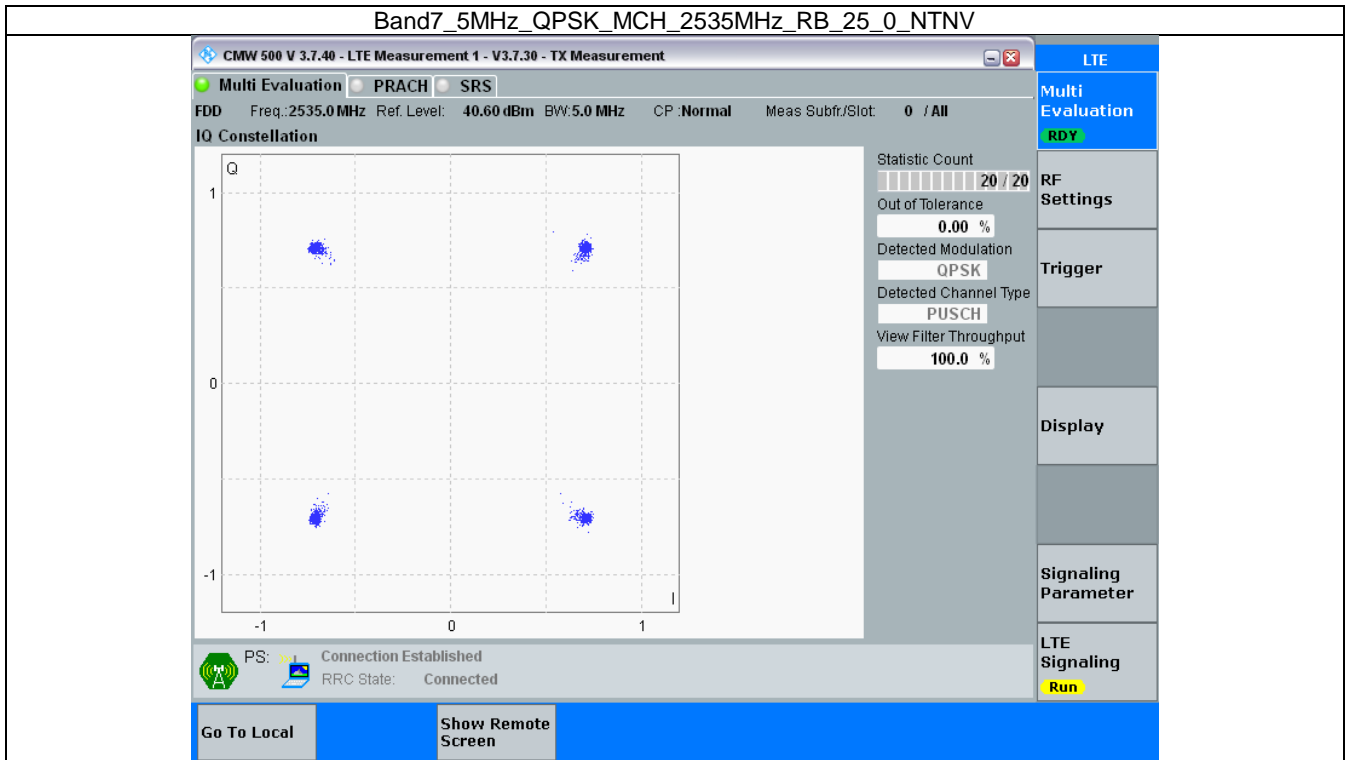 Band7_5MHz_QPSK_MCH_2535MHz_RB_25_0_NTNV
CMW 500 V 3.7.40 - LTE Measurement 1 - V3.7.30 - TX Measurement
LTE
Multi Evaluation PRACH SRS
FDD Freq.:2535.0 MHz Ref. Level: 40.60 dBm BW:5.0 MHz CP :Normal Meas Subfr./Slot: 0 / All
IQ Constellation
Q
1
0
-1
I
-1 0 1
Statistic Count
20 / 20
Out of Tolerance
0.00 %
Detected Modulation
QPSK
Detected Channel Type
PUSCH
View Filter Throughput
100.0 %
Multi
Evaluation
RDY
RF
Settings
Trigger
Display
Signaling
Parameter
LTE
Signaling
Run
PS: Connection Established
RRC State: Connected
Go To Local
Show Remote
Screen